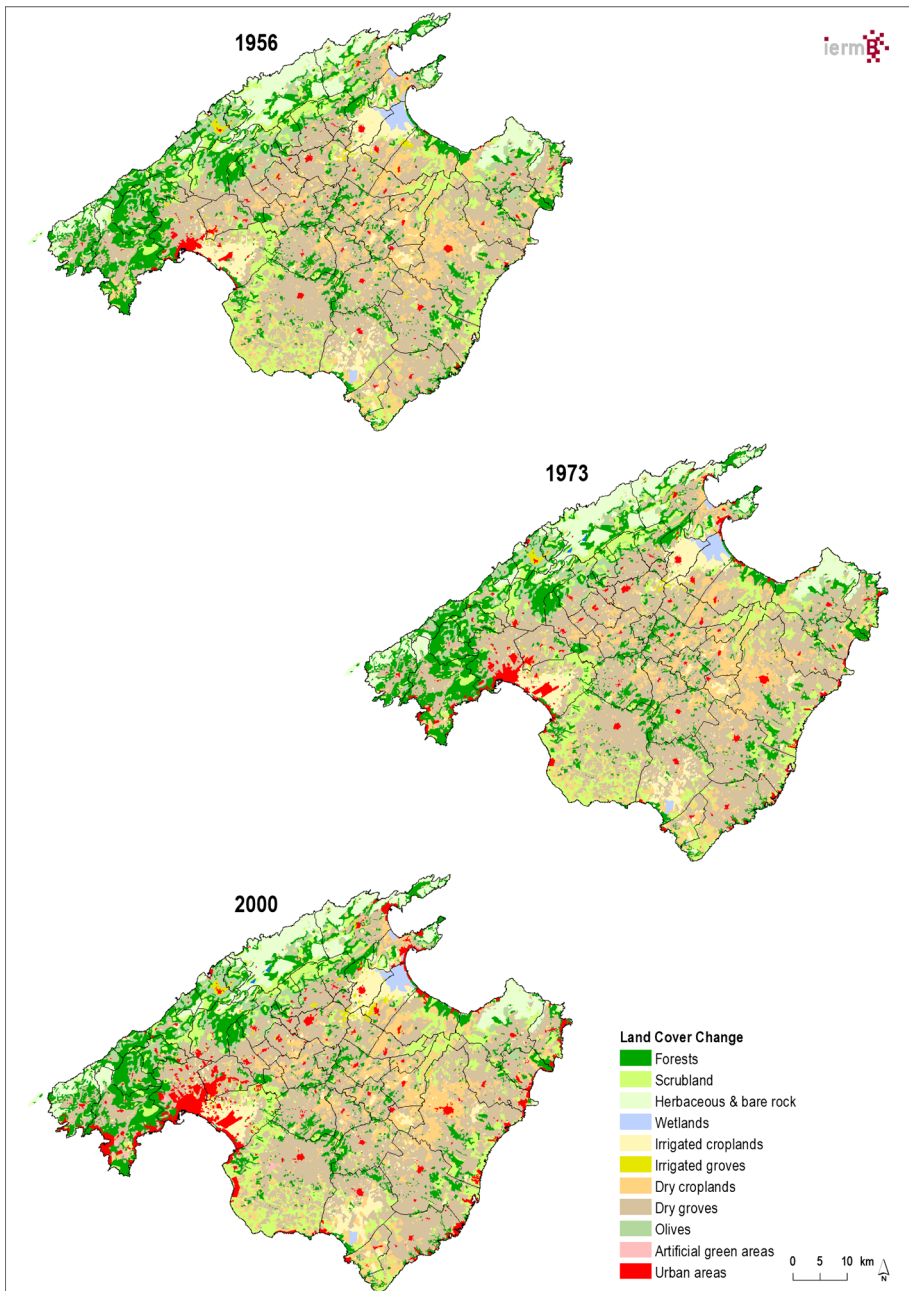 1956
iermB
1973
2000
Land Cover Change
Forests
Scrubland
Herbaceous & bare rock
Wetlands
Irrigated croplands
Irrigated groves
Dry croplands
Dry groves
Olives
Artificial green areas
Urban areas
0 5 10 km
N